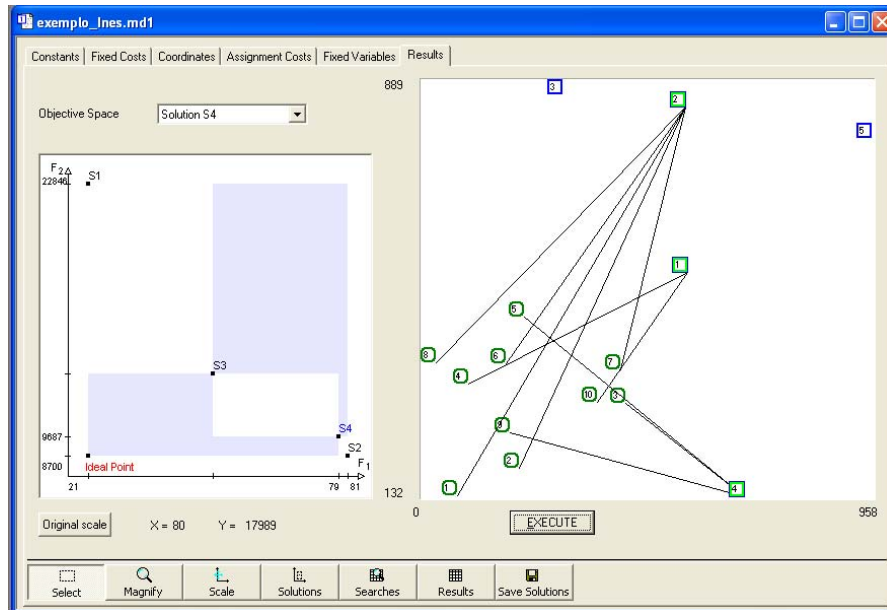 exemplo_Ines.md1
Constants Fixed Costs Coordinates Assignment Costs Fixed Variables Results
Objective Space
Solution S4
F2
22846
S1
S3
9687
S4
S2
8700
Ideal Point
F1
21
79
81
Original scale
X = 80
Y = 17989
889
3
2
5
1
5
8
6
7
4
10
3
9
2
1
4
132
0
958
EXECUTE
Select
Magnify
Scale
Solutions
Searches
Results
Save Solutions